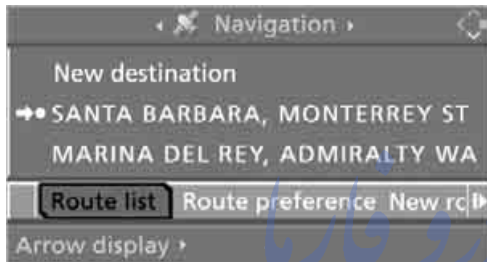 Navigation
New destination
SANTA BARBARA, MONTERREY ST
MARINA DEL REY, ADMIRALTY WA
Route list Route preference New rc
Arrow display